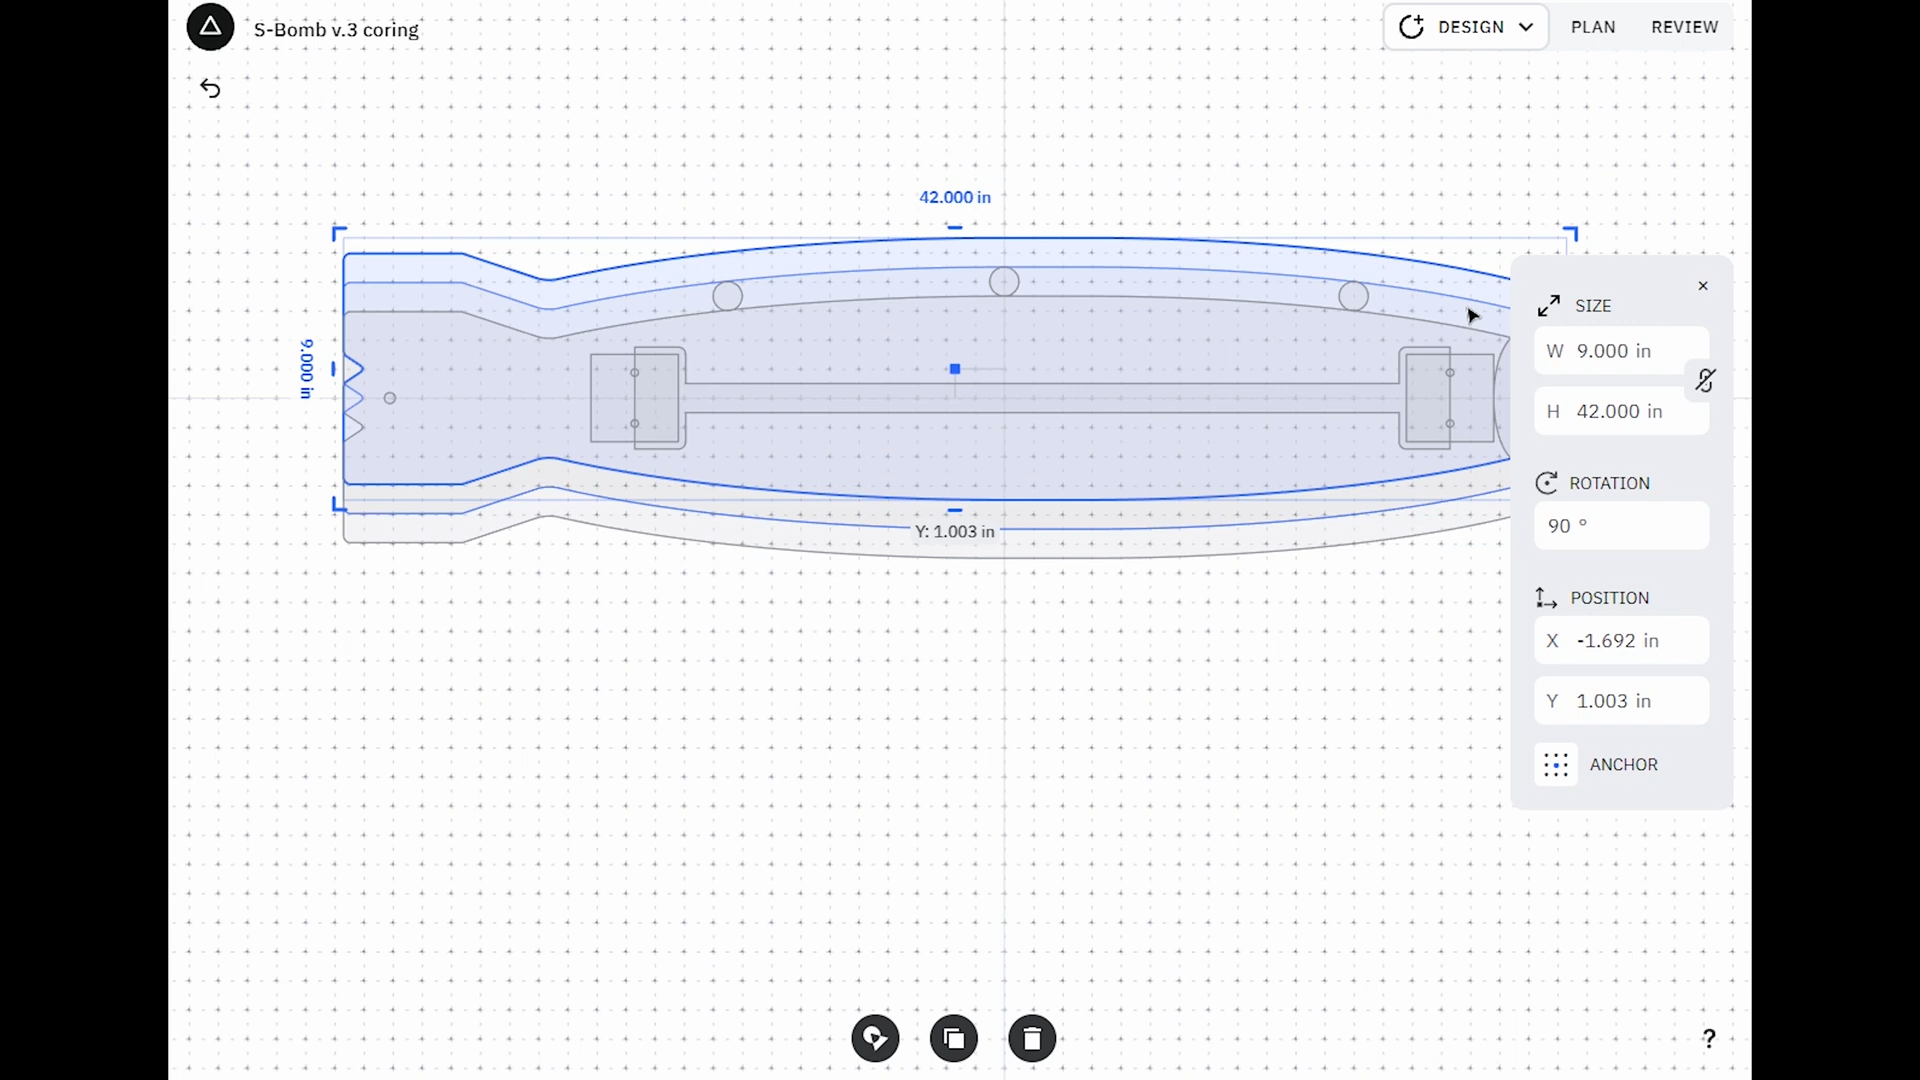 S-Bomb v.3 coring
DESIGN
PLAN
REVIEW
42.000 in
9.000 in
Y: 1.003 in
×
SIZE
W 9.000 in
H 42.000 in
ROTATION
90 °
POSITION
X -1.692 in
Y 1.003 in
ANCHOR
?